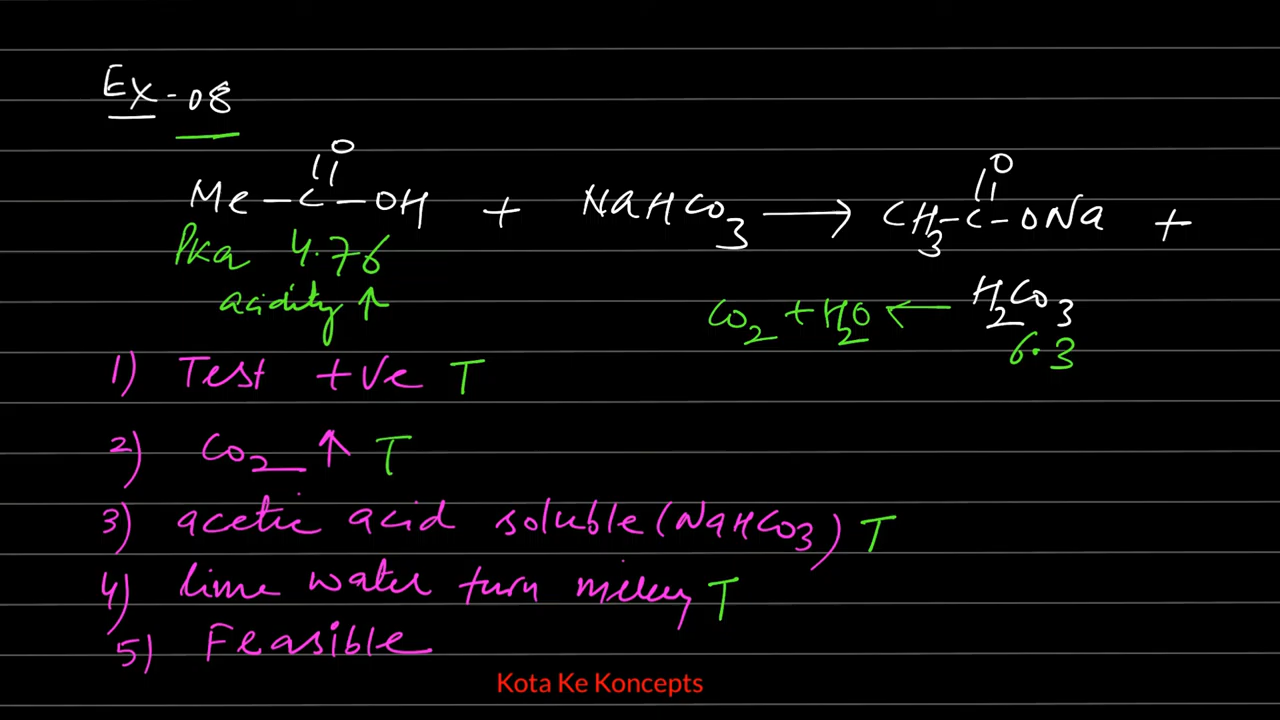 Ex-08
Me-C(=O)-OH + NaHCO3 ⟶ CH3-C(=O)-ONa +
Pka 4.76
acidity ↑
CO2 + H2O ⟵ H2CO3
6.3
1) Test +ve T
2) CO2 ↑ T
3) acetic acid soluble (NaHCO3) T
4) lime water turn milky T
5) Feasible
Kota Ke Koncepts